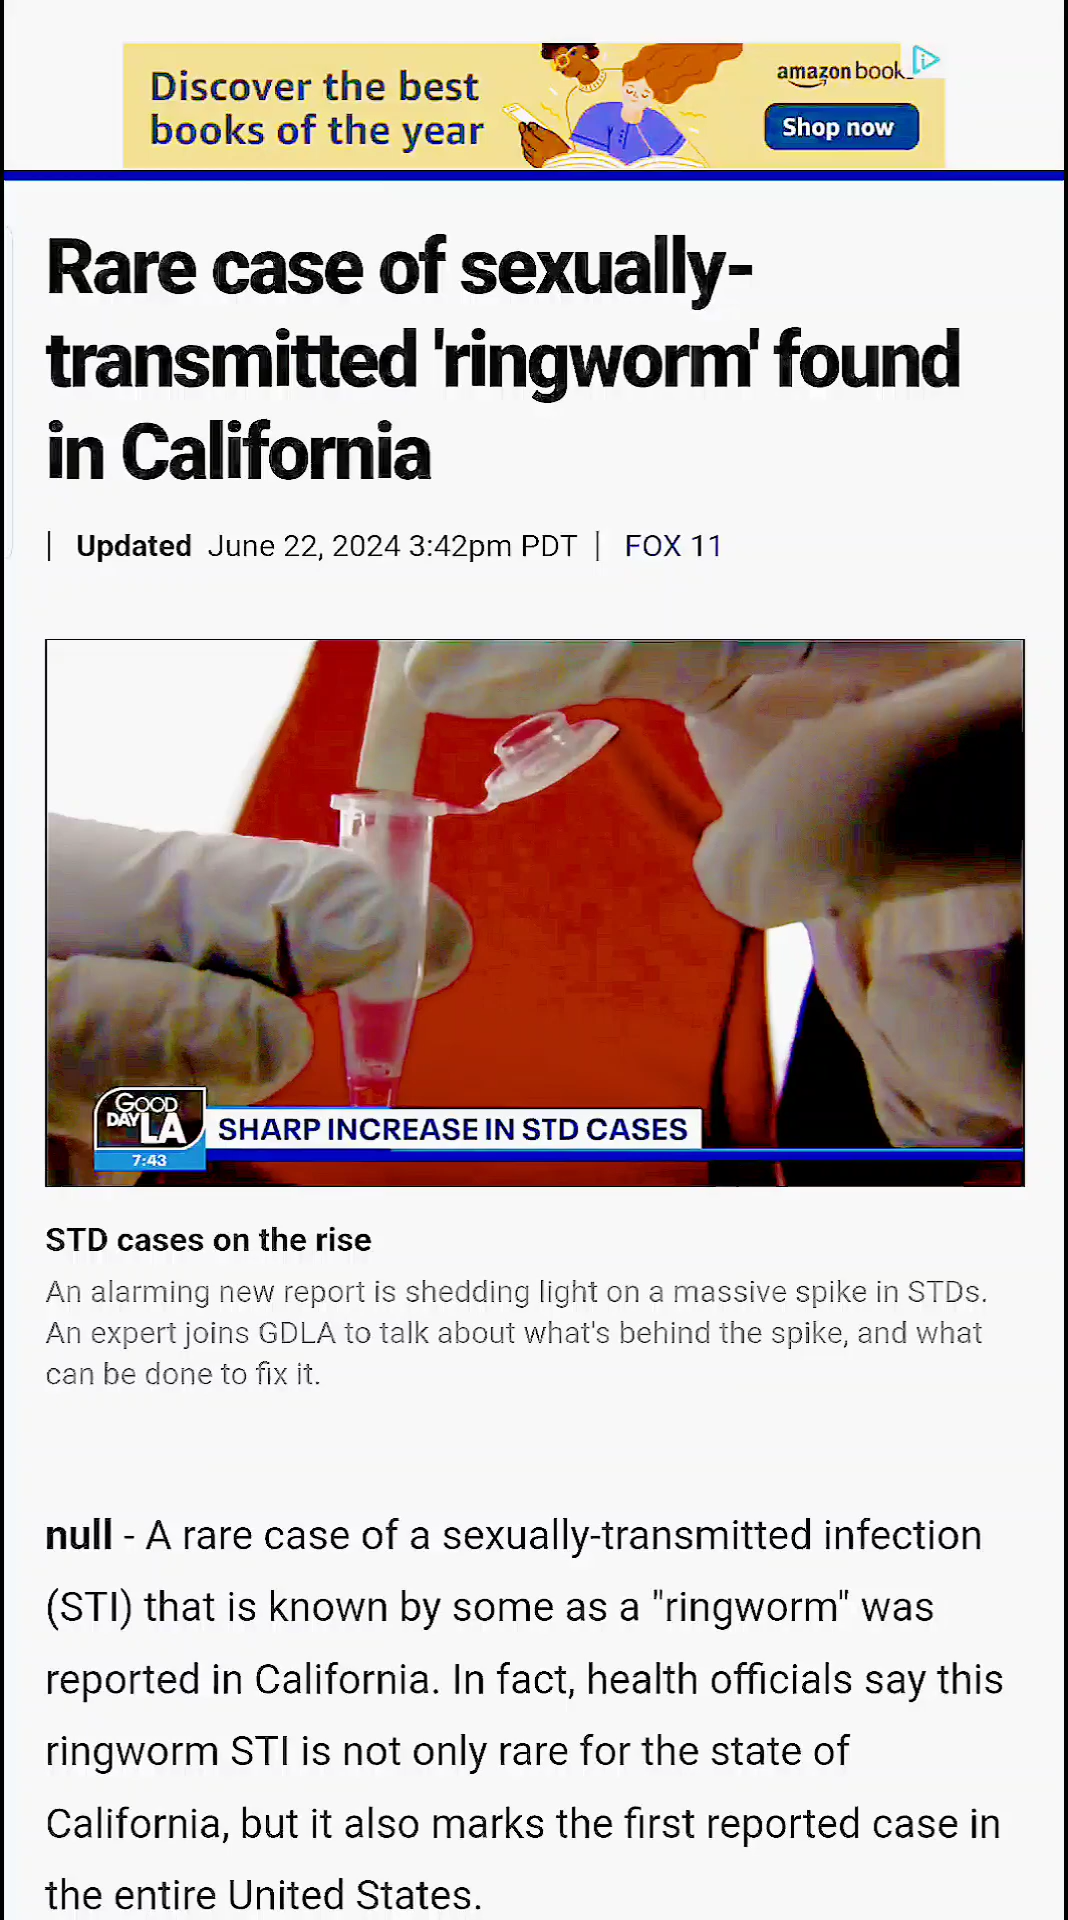 Discover the best
books of the year
amazon book
Shop now
Rare case of sexually-
transmitted 'ringworm' found
in California
| Updated June 22, 2024 3:42pm PDT | FOX 11
GOOD
DAY LA
7:43
SHARP INCREASE IN STD CASES
STD cases on the rise
An alarming new report is shedding light on a massive spike in STDs.
An expert joins GDLA to talk about what's behind the spike, and what
can be done to fix it.
null - A rare case of a sexually-transmitted infection
(STI) that is known by some as a "ringworm" was
reported in California. In fact, health officials say this
ringworm STI is not only rare for the state of
California, but it also marks the first reported case in
the entire United States.